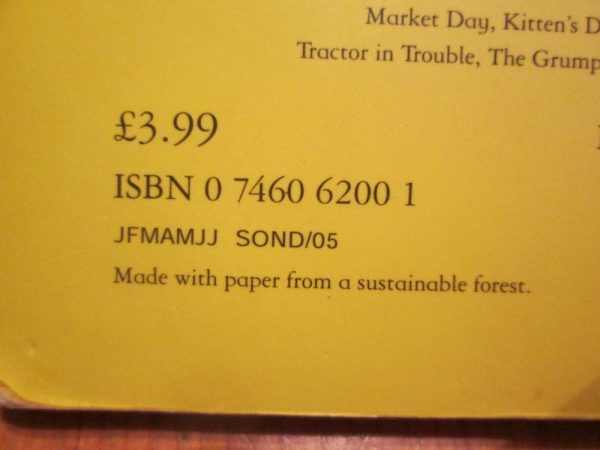 Market Day, Kitten's D
Tractor in Trouble, The Grump
£3.99
ISBN 0 7460 6200 1
JFMAMJJ SOND/05
Made with paper from a sustainable forest.